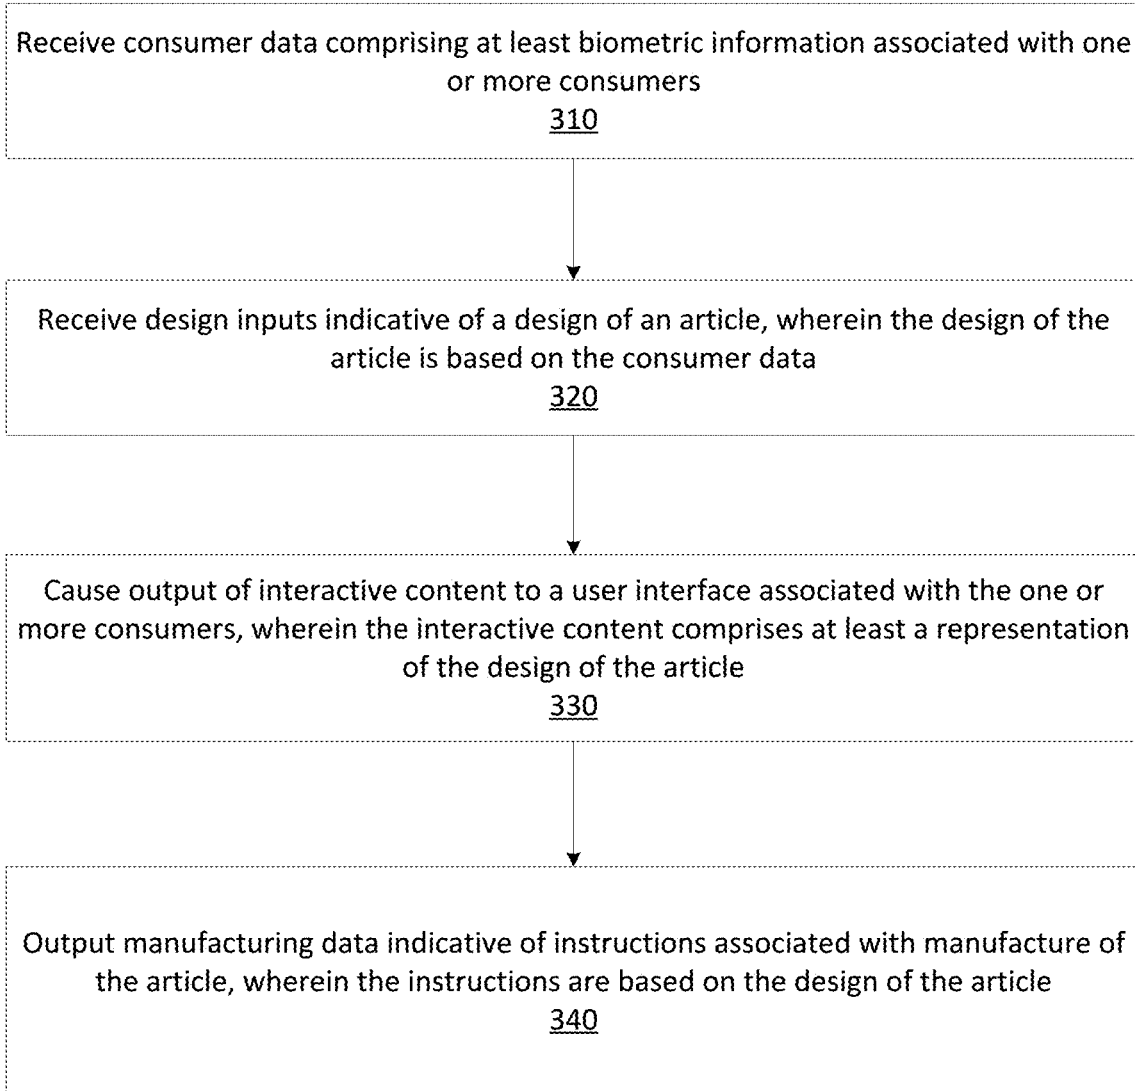 Receive consumer data comprising at least biometric information associated with one
or more consumers
310
Receive design inputs indicative of a design of an article, wherein the design of the
article is based on the consumer data
320
Cause output of interactive content to a user interface associated with the one or
more consumers, wherein the interactive content comprises at least a representation
of the design of the article
330
Output manufacturing data indicative of instructions associated with manufacture of
the article, wherein the instructions are based on the design of the article
340